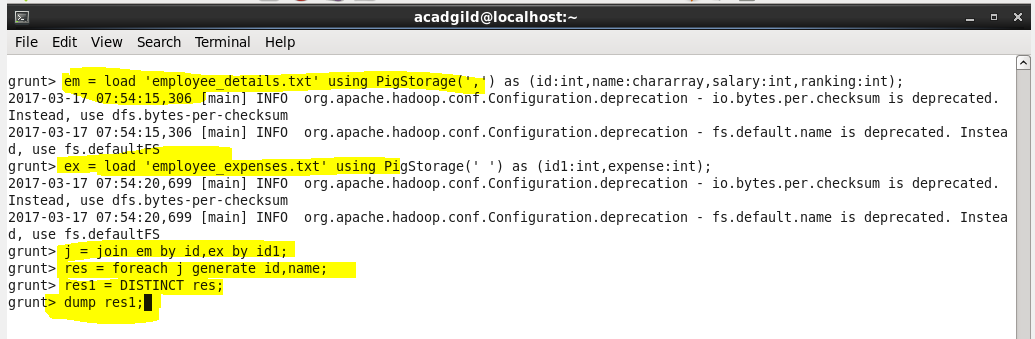 acadgild@localhost:~
File Edit View Search Terminal Help
grunt> em = load 'employee_details.txt' using PigStorage(',') as (id:int,name:chararray,salary:int,ranking:int);
2017-03-17 07:54:15,306 [main] INFO  org.apache.hadoop.conf.Configuration.deprecation - io.bytes.per.checksum is deprecated.
Instead, use dfs.bytes-per-checksum
2017-03-17 07:54:15,306 [main] INFO  org.apache.hadoop.conf.Configuration.deprecation - fs.default.name is deprecated. Instea
d, use fs.defaultFS
grunt> ex = load 'employee_expenses.txt' using PigStorage(' ') as (id1:int,expense:int);
2017-03-17 07:54:20,699 [main] INFO  org.apache.hadoop.conf.Configuration.deprecation - io.bytes.per.checksum is deprecated.
Instead, use dfs.bytes-per-checksum
2017-03-17 07:54:20,699 [main] INFO  org.apache.hadoop.conf.Configuration.deprecation - fs.default.name is deprecated. Instea
d, use fs.defaultFS
grunt> j = join em by id,ex by id1;
grunt> res = foreach j generate id,name;
grunt> res1 = DISTINCT res;
grunt> dump res1;